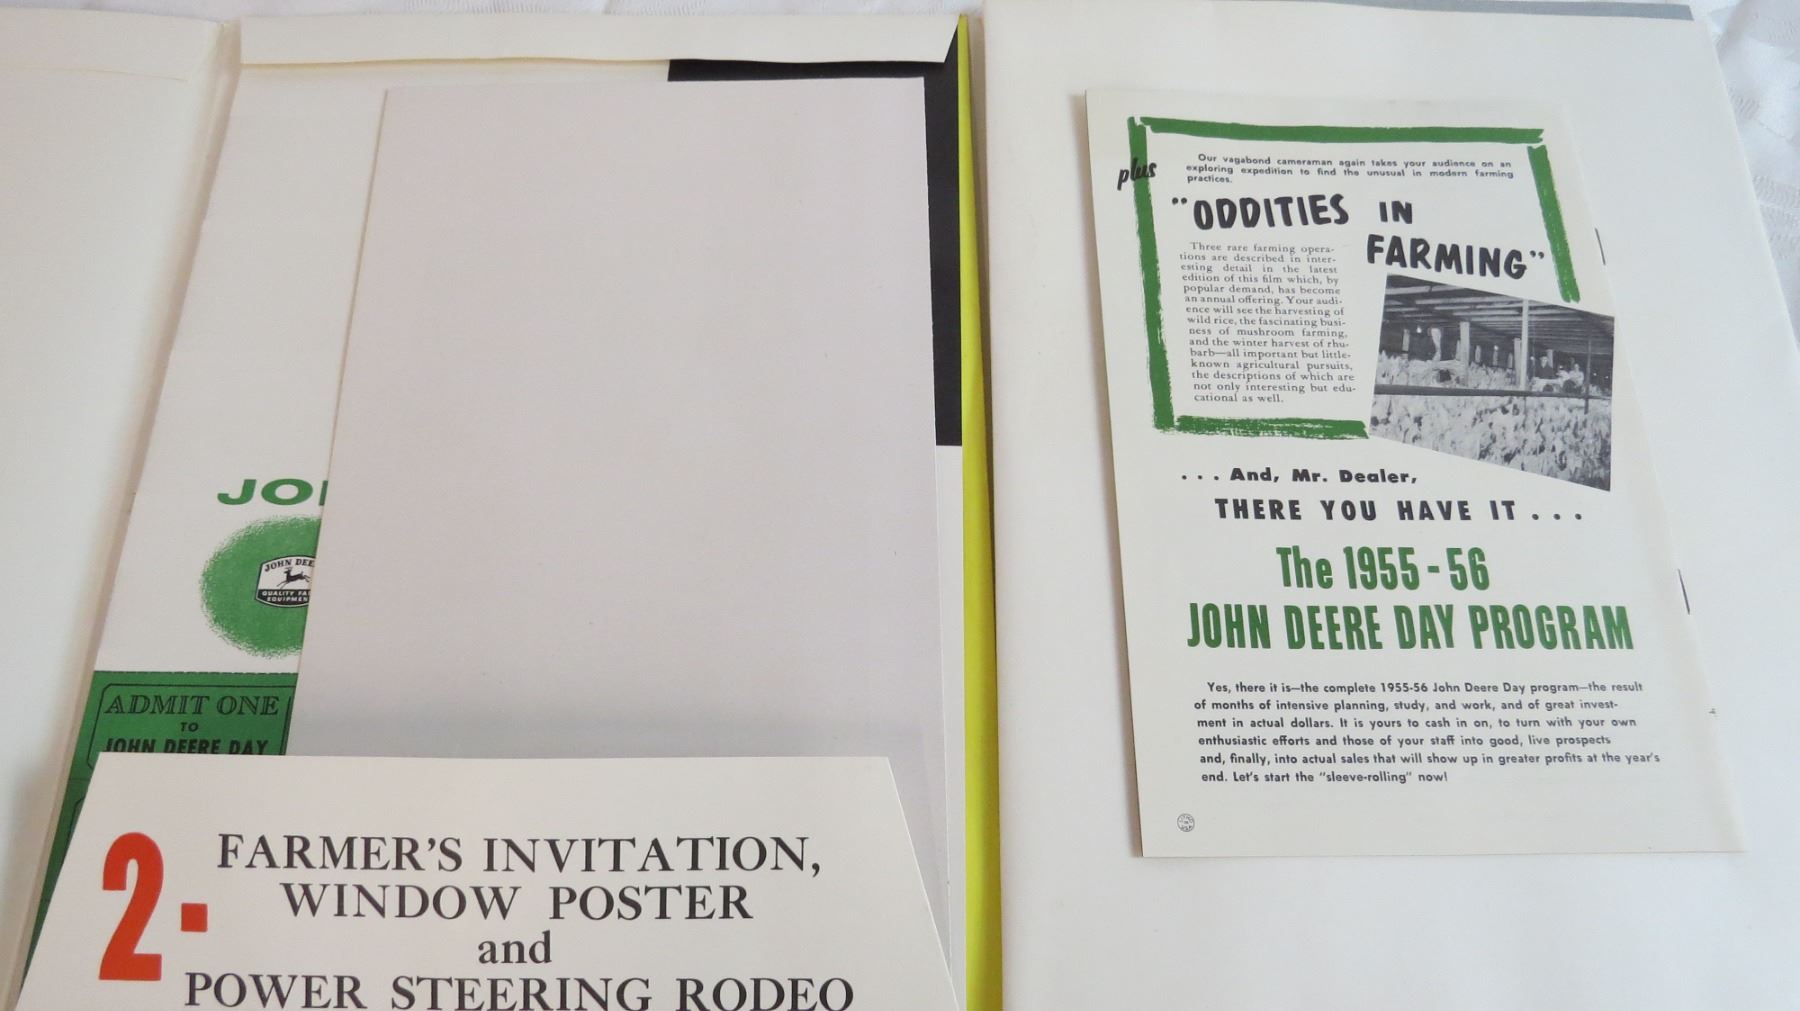 JO
JOHN DEE
QUALITY FA
EQUIPMEN
ADMIT ONE
TO
JOHN DEERE DAY
2.
FARMER'S INVITATION,
WINDOW POSTER
and
POWER STEERING RODEO
plus
Our vagabond cameraman again takes your audience on an
exploring expedition to find the unusual in modern farming
practices.
"ODDITIES IN
FARMING"
Three rare farming opera-
tions are described in inter-
esting detail in the latest
edition of this film which, by
popular demand, has become
an annual offering. Your audi-
ence will see the harvesting of
wild rice, the fascinating busi-
ness of mushroom farming,
and the winter harvest of rhu-
barb—all important but little-
known agricultural pursuits,
the descriptions of which are
not only interesting but edu-
cational as well.
. . . And, Mr. Dealer,
THERE YOU HAVE IT . . .
The 1955-56
JOHN DEERE DAY PROGRAM
Yes, there it is—the complete 1955-56 John Deere Day program—the result
of months of intensive planning, study, and work, and of great invest-
ment in actual dollars. It is yours to cash in on, to turn with your own
enthusiastic efforts and those of your staff into good, live prospects
and, finally, into actual sales that will show up in greater profits at the year's
end. Let's start the "sleeve-rolling" now!